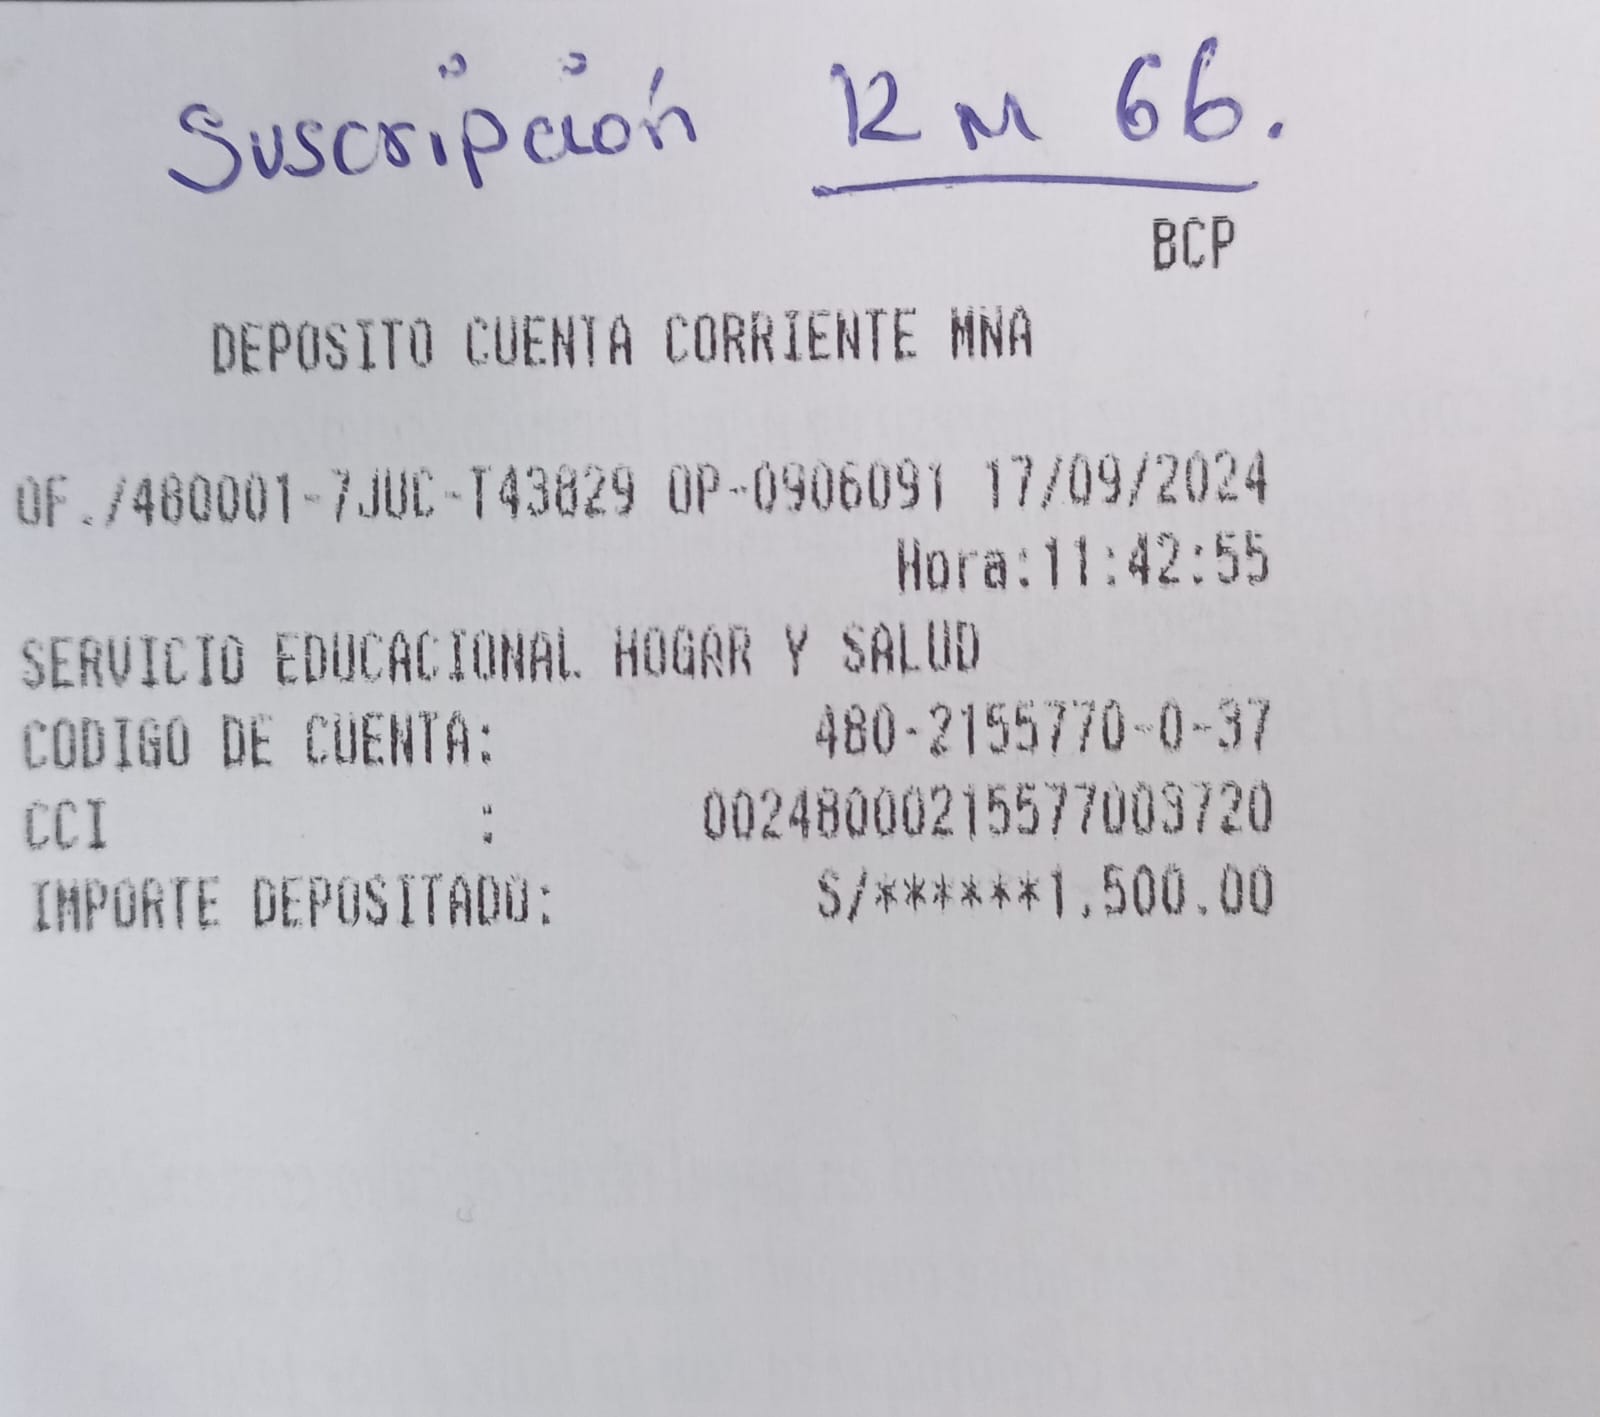 Suscripción KM 66.
BCP
DEPOSITO CUENTA CORRIENTE MNA
OF./480001-7JUC-T43829 OP-0906091 17/09/2024
Hora:11:42:55
SERVICIO EDUCACIONAL HOGAR Y SALUD
CODIGO DE CUENTA: 480-2155770-0-37
CCI : 00248000215577003720
IMPORTE DEPOSITADO: S/******1,500.00